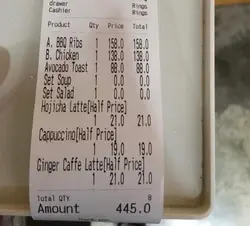 drawer Rings
Cashier Rings
Product Qty Price Total
A. BBQ Ribs 1 158.0 158.0
B. Chicken 1 138.0 138.0
Avocado Toast 1 88.0 88.0
Set Soup 1 0.0 0.0
Set Salad 1 0.0 0.0
Hojicha Latte[Half Price]
1 21.0 21.0
Cappuccino[Half Price]
1 19.0 19.0
Ginger Caffe Latte[Half Price]
1 21.0 21.0
Total QTY 8
Amount 445.0